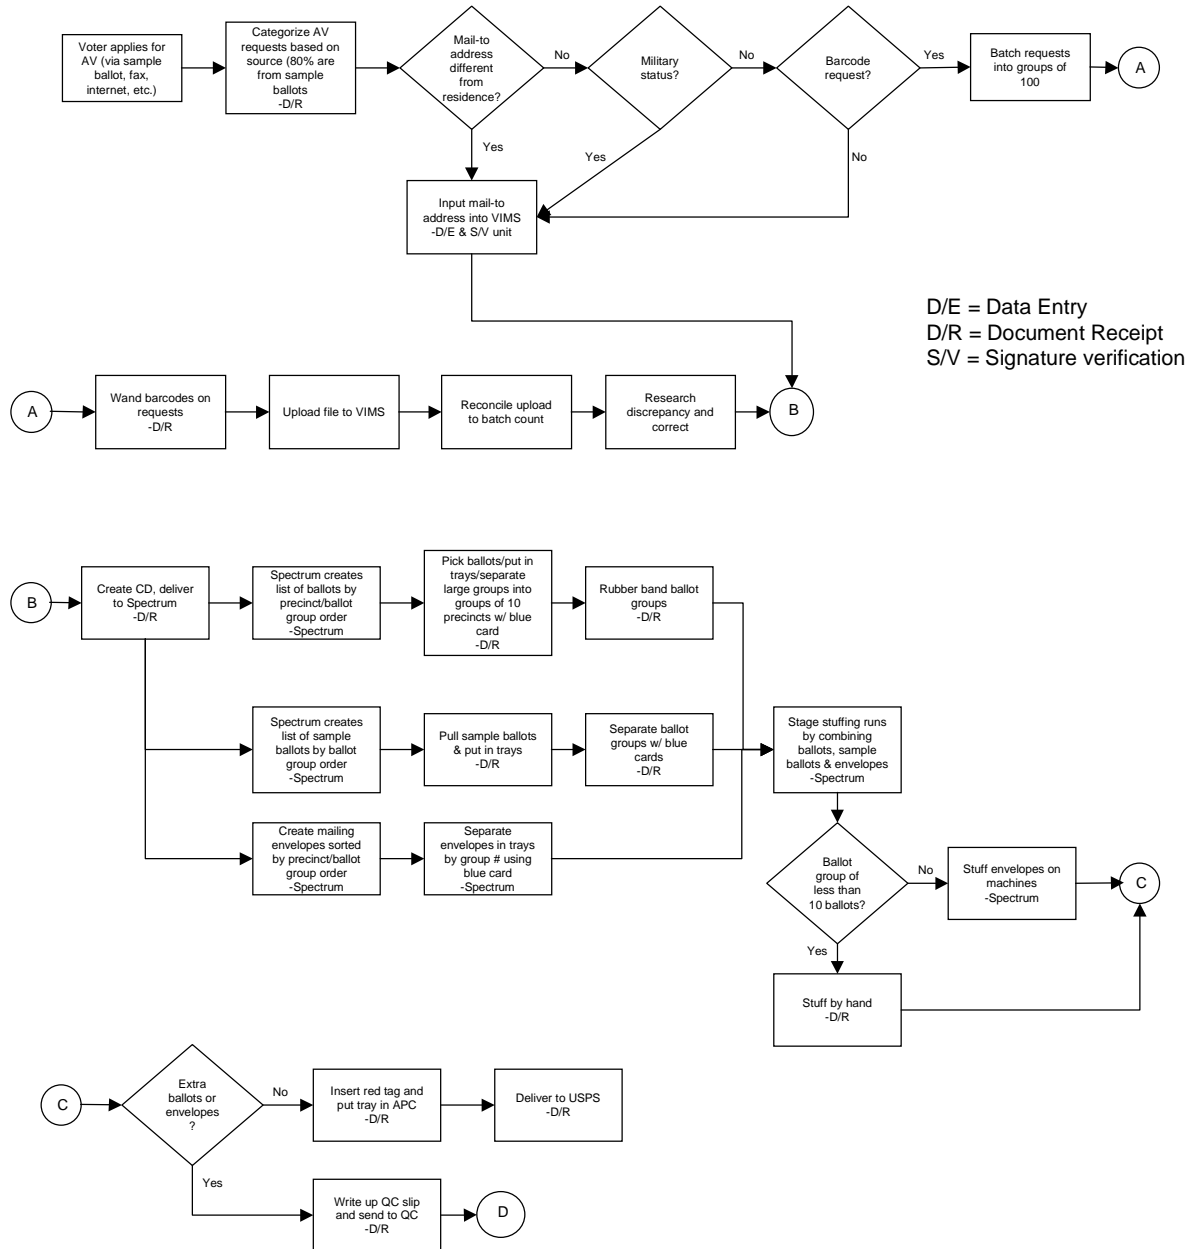 Voter applies for
AV (via sample
ballot, fax,
internet, etc.)
Categorize AV
requests based on
source (80% are
from sample
ballots
-D/R
Mail-to
address
different
from
residence?
No
Military
status?
No
Barcode
request?
Yes
Batch requests
into groups of
100
A
Yes
Yes
No
Input mail-to
address into VIMS
-D/E & S/V unit
D/E = Data Entry
D/R = Document Receipt
S/V = Signature verification
A
Wand barcodes on
requests
-D/R
Upload file to VIMS
Reconcile upload
to batch count
Research
discrepancy and
correct
B
B
Create CD, deliver
to Spectrum
-D/R
Spectrum creates
list of ballots by
precinct/ballot
group order
-Spectrum
Pick ballots/put in
trays/separate
large groups into
groups of 10
precincts w/ blue
card
-D/R
Rubber band ballot
groups
-D/R
Spectrum creates
list of sample
ballots by ballot
group order
-Spectrum
Pull sample ballots
& put in trays
-D/R
Separate ballot
groups w/ blue
cards
-D/R
Stage stuffing runs
by combining
ballots, sample
ballots & envelopes
-Spectrum
Create mailing
envelopes sorted
by precinct/ballot
group order
-Spectrum
Separate
envelopes in trays
by group # using
blue card
-Spectrum
Ballot
group of
less than
10 ballots?
No
Stuff envelopes on
machines
-Spectrum
C
Yes
Stuff by hand
-D/R
C
Extra
ballots or
envelopes
?
No
Insert red tag and
put tray in APC
-D/R
Deliver to USPS
-D/R
Yes
Write up QC slip
and send to QC
-D/R
D